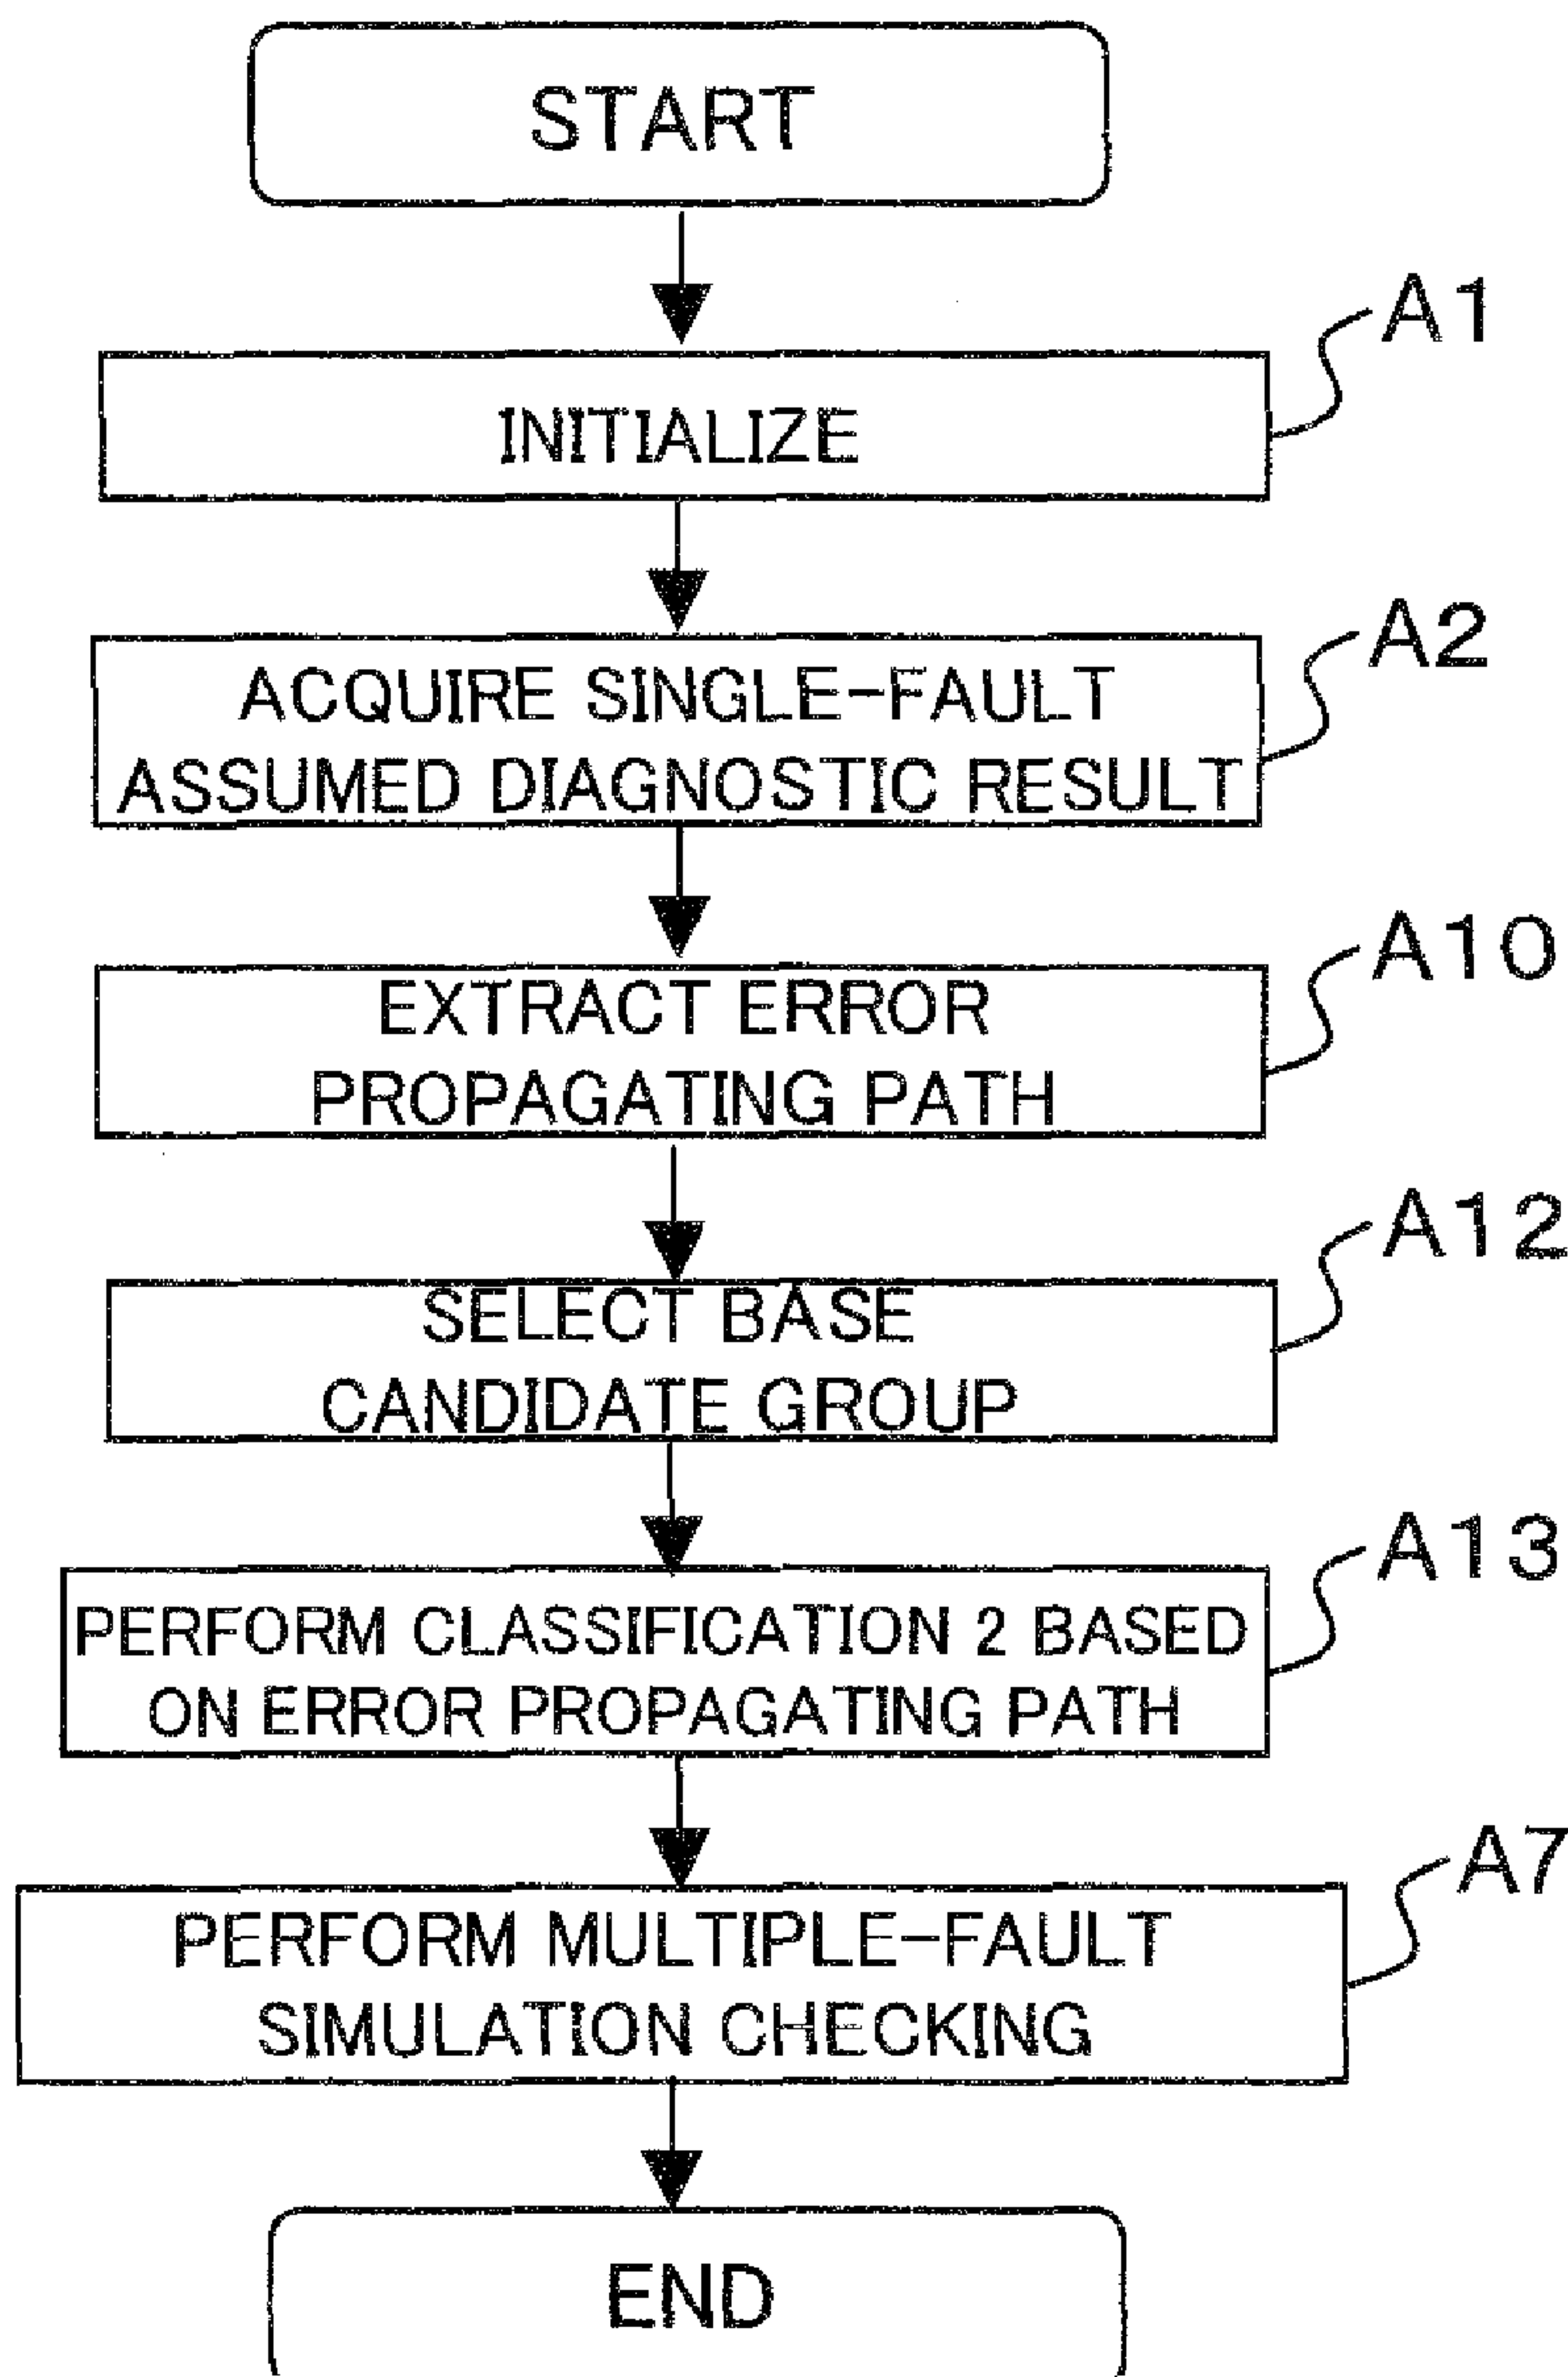 START
A1
INITIALIZE
A2
ACQUIRE SINGLE-FAULT
ASSUMED DIAGNOSTIC RESULT
A10
EXTRACT ERROR
PROPAGATING PATH
A12
SELECT BASE
CANDIDATE GROUP
A13
PERFORM CLASSIFICATION 2 BASED
ON ERROR PROPAGATING PATH
A7
PERFORM MULTIPLE-FAULT
SIMULATION CHECKING
END